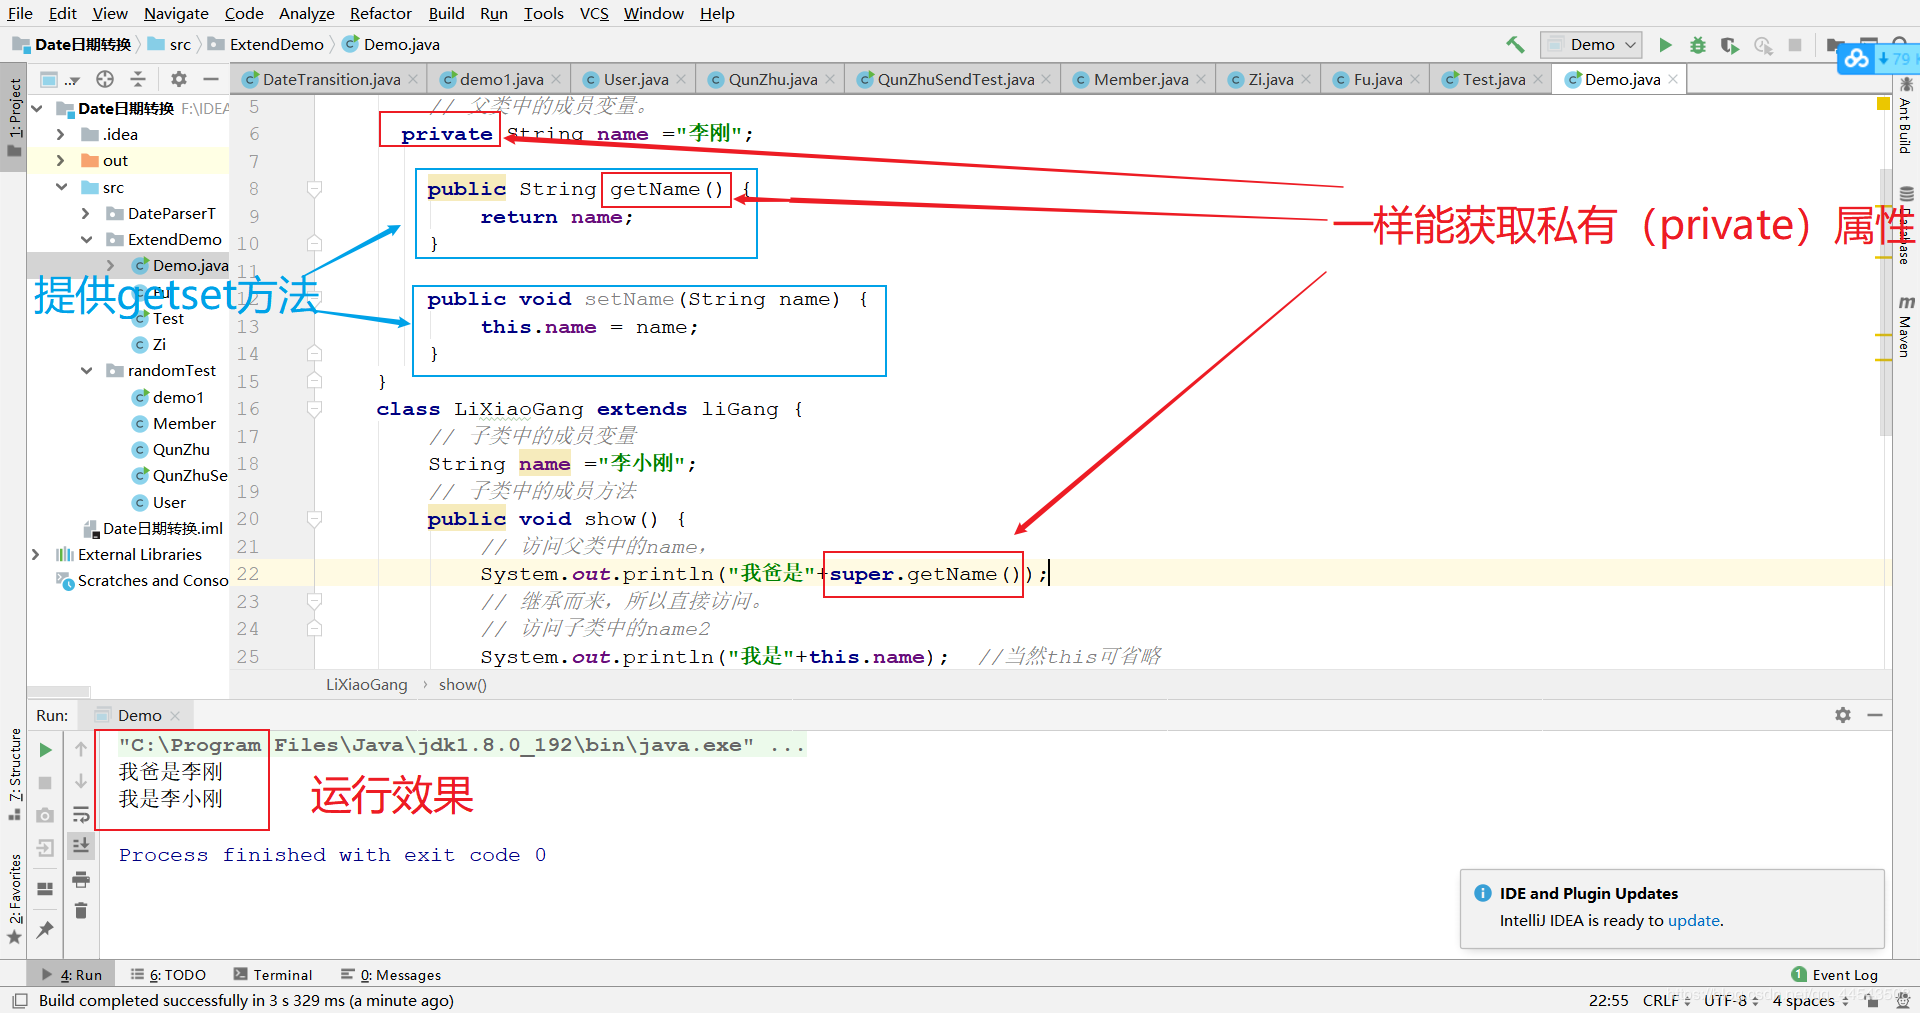 File Edit View Navigate Code Analyze Refactor Build Run Tools VCS Window Help
Date日期转换 src ExtendDemo Demo.java
Demo
79
DateTransition.java demo1.java User.java QunZhu.java QunZhuSendTest.java Member.java Zi.java Fu.java Test.java Demo.java
1: Project
Date日期转换 F:\IDEA
.idea
out
src
DateParserT
ExtendDemo
Demo.java
Fu
Test
Zi
randomTest
demo1
Member
QunZhu
QunZhuSe
User
Date日期转换.iml
External Libraries
Scratches and Conso
提供getset方法
5 // 父类中的成员变量。
6 private String name ="李刚";
7
8 public String getName() {
9 return name;
10 }
11
12 public void setName(String name) {
13 this.name = name;
14 }
15 }
16 class LiXiaoGang extends liGang {
17 // 子类中的成员变量
18 String name ="李小刚";
19 // 子类中的成员方法
20 public void show() {
21 // 访问父类中的name,
22 System.out.println("我爸是"+super.getName());
23 // 继承而来，所以直接访问。
24 // 访问子类中的name2
25 System.out.println("我是"+this.name); //当然this可省略
一样能获取私有（private）属性
Ant Build
Database
Maven
LiXiaoGang › show()
Run: Demo
"C:\Program Files\Java\jdk1.8.0_192\bin\java.exe" ...
我爸是李刚
我是李小刚
运行效果
Process finished with exit code 0
7: Structure
2: Favorites
IDE and Plugin Updates
IntelliJ IDEA is ready to update.
4: Run 6: TODO Terminal 0: Messages
1 Event Log
Build completed successfully in 3 s 329 ms (a minute ago)
22:55 CRLF UTF-8 4 spaces